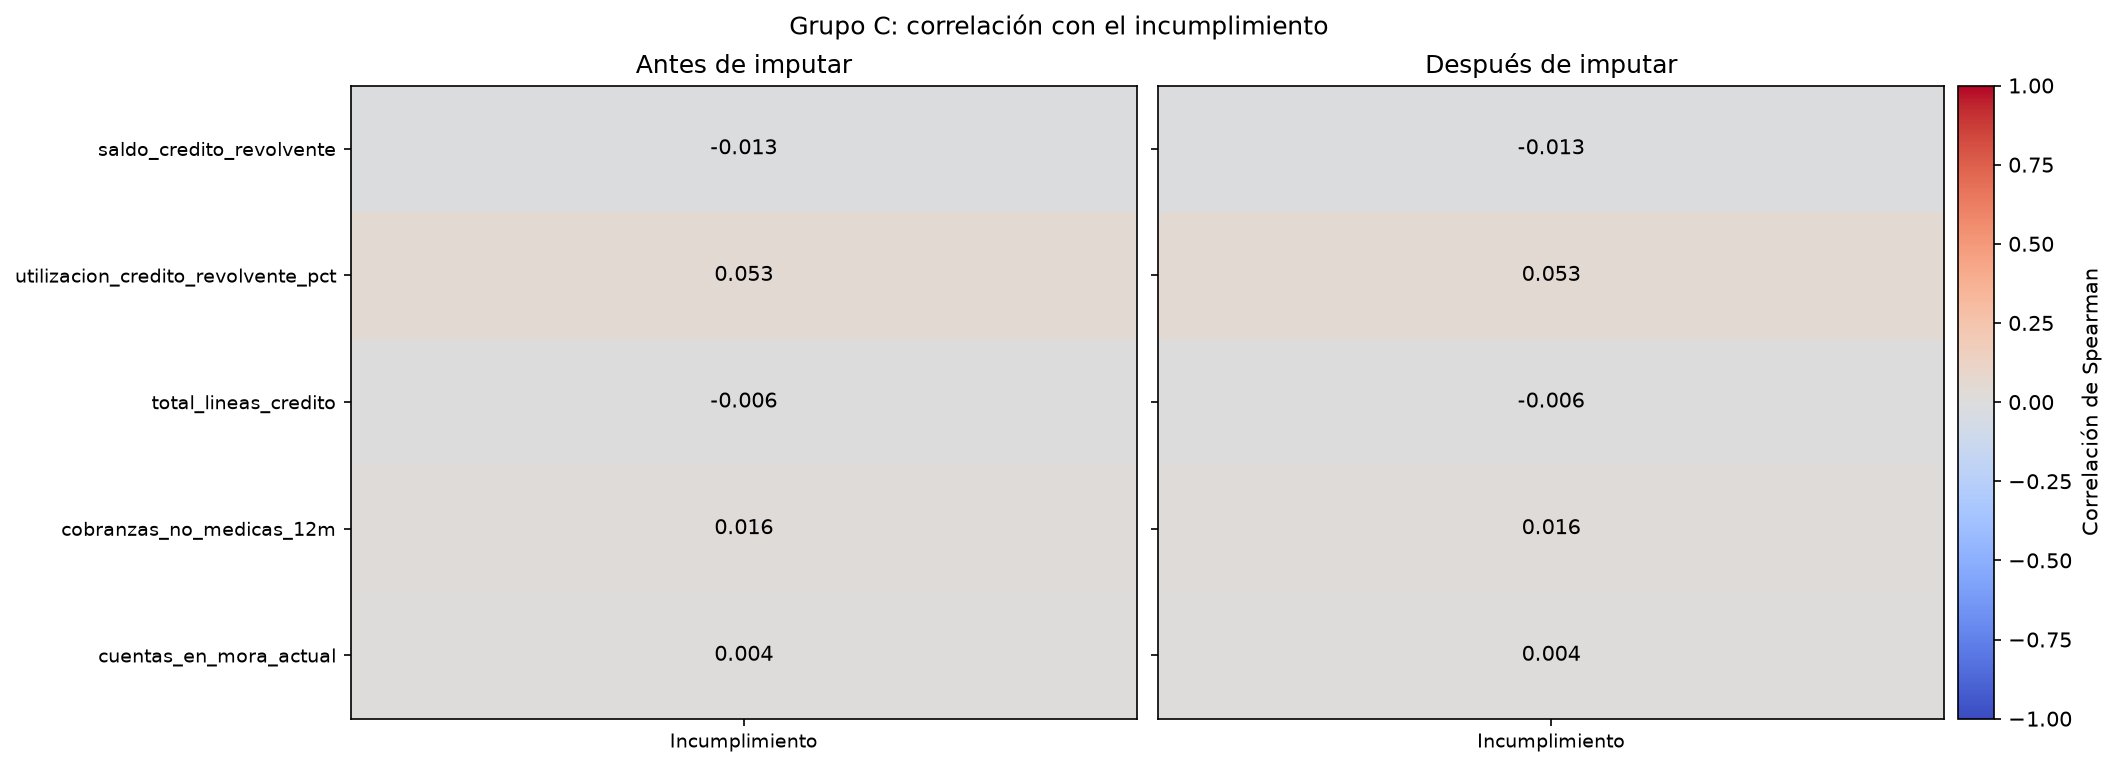 Grupo C: correlación con el incumplimiento
Antes de imputar
Después de imputar
saldo_credito_revolvente
-0.013
-0.013
utilizacion_credito_revolvente_pct
0.053
0.053
total_lineas_credito
-0.006
-0.006
cobranzas_no_medicas_12m
0.016
0.016
cuentas_en_mora_actual
0.004
0.004
Incumplimiento
Incumplimiento
1.00
0.75
0.50
0.25
0.00
−0.25
−0.50
−0.75
−1.00
Correlación de Spearman